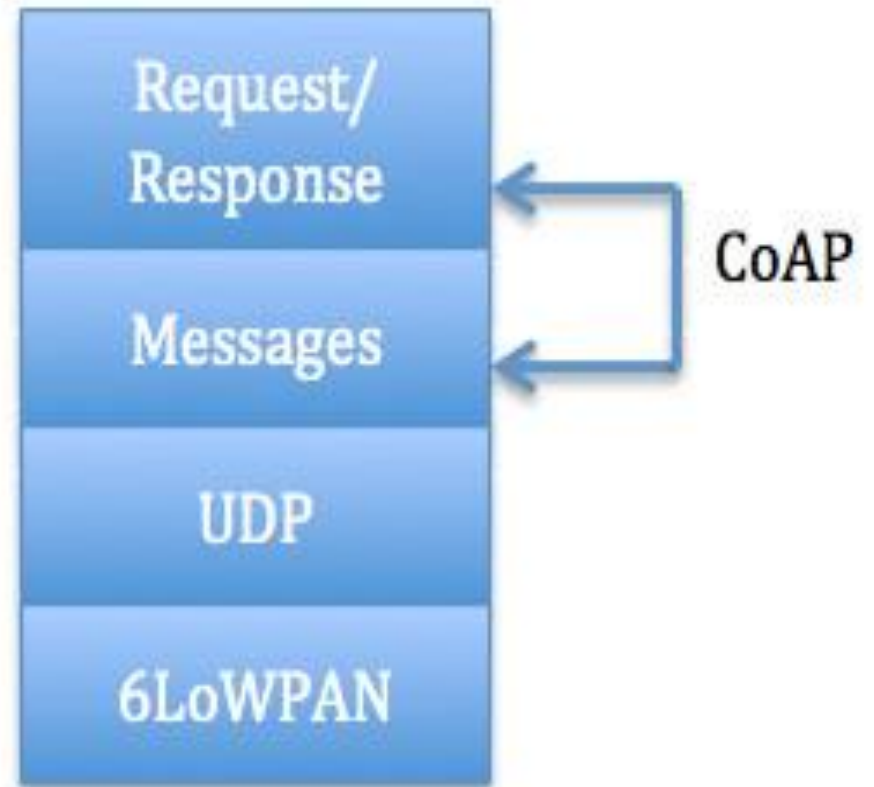 Request/
Response
CoAP
Messages
UDP
6LoWPAN